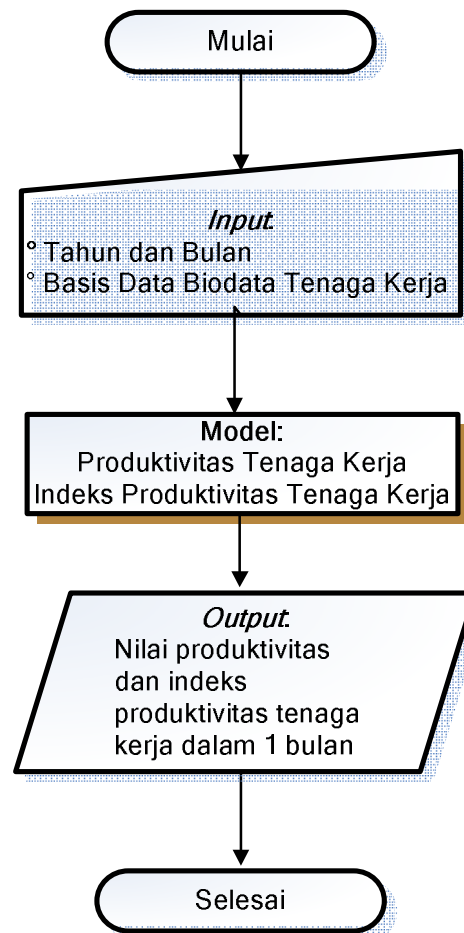 Mulai
Input:
° Tahun dan Bulan
° Basis Data Biodata Tenaga Kerja
Model:
Produktivitas Tenaga Kerja
Indeks Produktivitas Tenaga Kerja
Output:
Nilai produktivitas
dan indeks
produktivitas tenaga
kerja dalam 1 bulan
Selesai